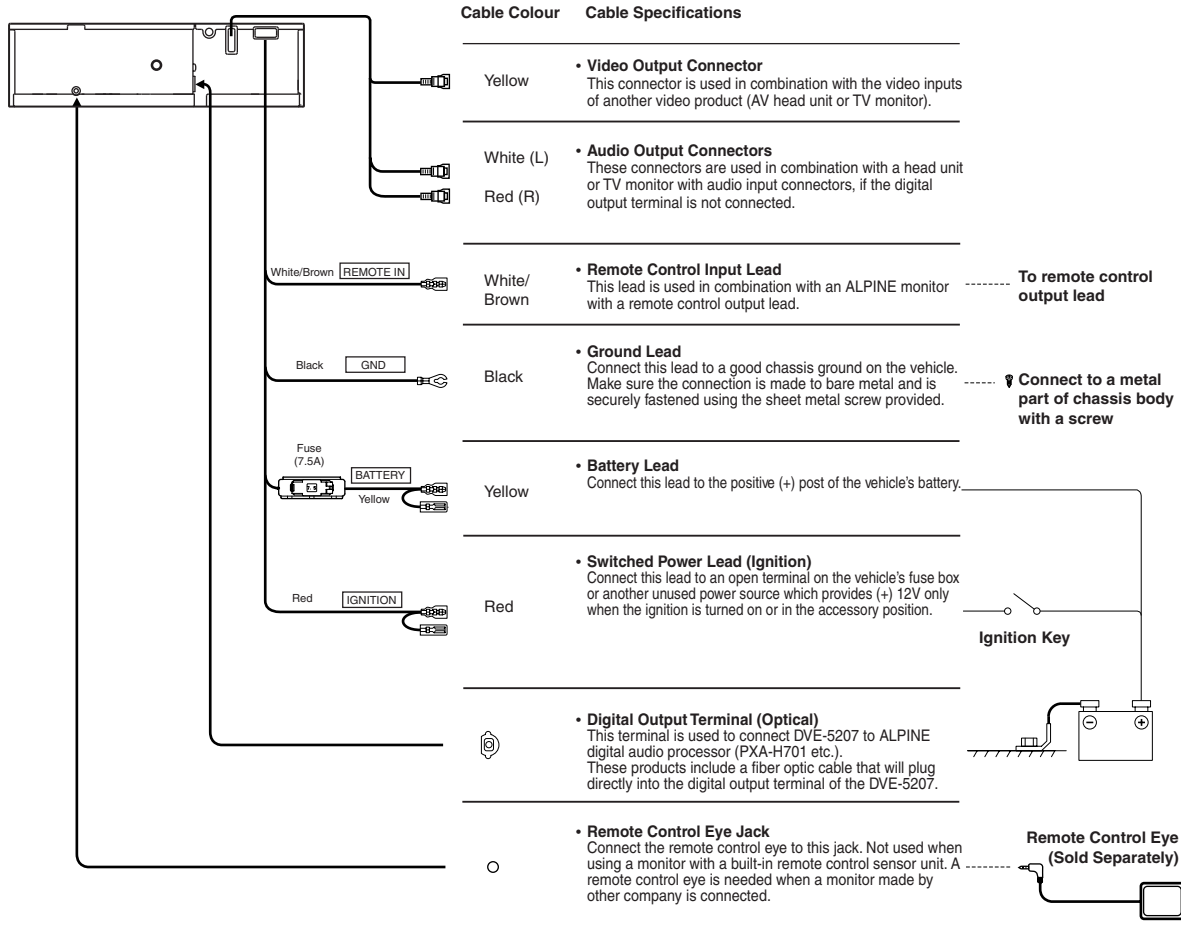 Cable Colour Cable Specifications
Yellow
• Video Output Connector
This connector is used in combination with the video inputs
of another video product (AV head unit or TV monitor).
White (L)
Red (R)
• Audio Output Connectors
These connectors are used in combination with a head unit
or TV monitor with audio input connectors, if the digital
output terminal is not connected.
White/Brown REMOTE IN
White/
Brown
• Remote Control Input Lead
This lead is used in combination with an ALPINE monitor
with a remote control output lead.
To remote control
output lead
Black GND
Black
• Ground Lead
Connect this lead to a good chassis ground on the vehicle.
Make sure the connection is made to bare metal and is
securely fastened using the sheet metal screw provided.
Connect to a metal
part of chassis body
with a screw
Fuse
(7.5A)
7.5
BATTERY
Yellow
Yellow
• Battery Lead
Connect this lead to the positive (+) post of the vehicle's battery.
Red IGNITION
Red
• Switched Power Lead (Ignition)
Connect this lead to an open terminal on the vehicle's fuse box
or another unused power source which provides (+) 12V only
when the ignition is turned on or in the accessory position.
Ignition Key
• Digital Output Terminal (Optical)
This terminal is used to connect DVE-5207 to ALPINE
digital audio processor (PXA-H701 etc.).
These products include a fiber optic cable that will plug
directly into the digital output terminal of the DVE-5207.
− +
• Remote Control Eye Jack
Connect the remote control eye to this jack. Not used when
using a monitor with a built-in remote control sensor unit. A
remote control eye is needed when a monitor made by
other company is connected.
Remote Control Eye
(Sold Separately)